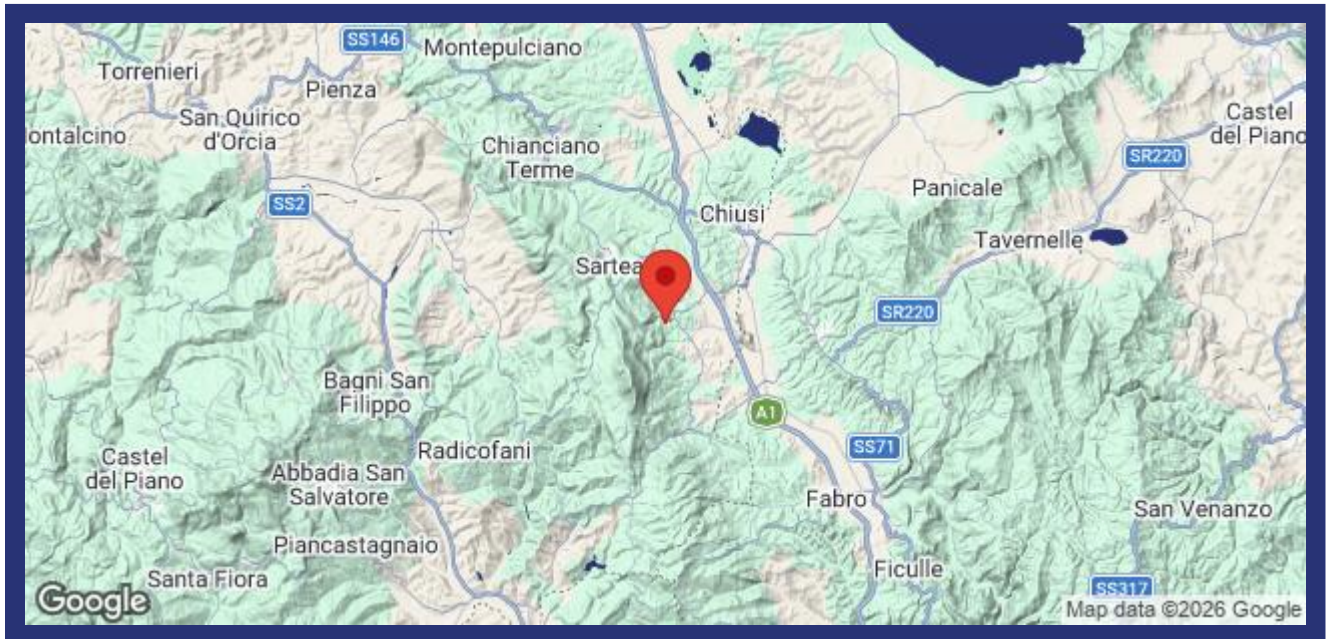 SS146
Montepulciano
Torrenieri
Pienza
San Quirico
d'Orcia
ontalcino
Chianciano
Terme
Castel
del Piano
SR220
Panicale
SS2
Chiusi
Tavernelle
Sartea
SR220
Bagni San
Filippo
A1
SS71
Radicofani
Castel
del Piano
Abbadia San
Salvatore
Fabro
San Venanzo
Piancastagnaio
Santa Fiora
Ficulle
SS317
Google
Map data ©2026 Google